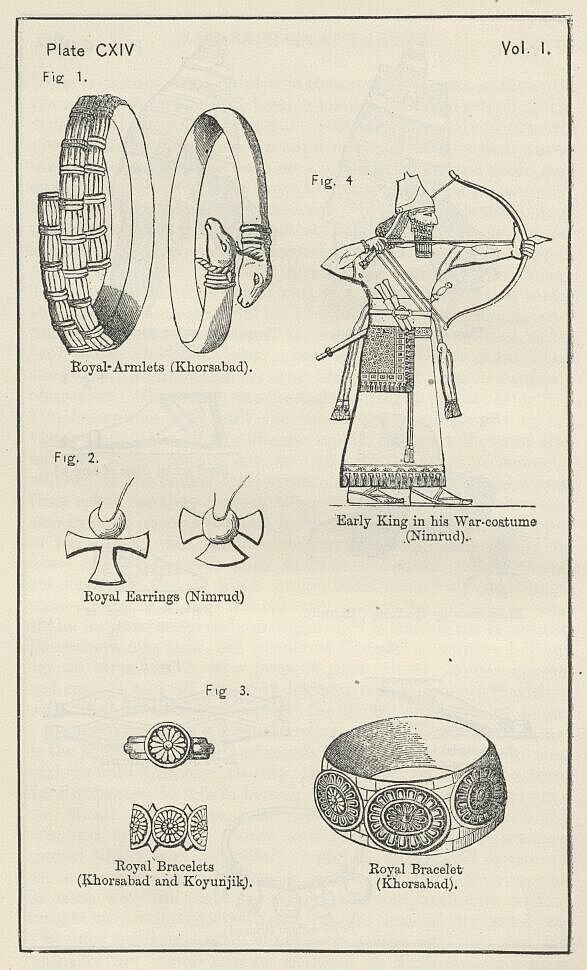 Plate CXIV
Vol. I.
Fig 1.
Royal-Armlets (Khorsabad).
Fig. 4
Early King in his War-costume
(Nimrud).
Fig. 2.
Royal Earrings (Nimrud)
Fig 3.
Royal Bracelets
(Khorsabad and Koyunjik).
Royal Bracelet
(Khorsabad).